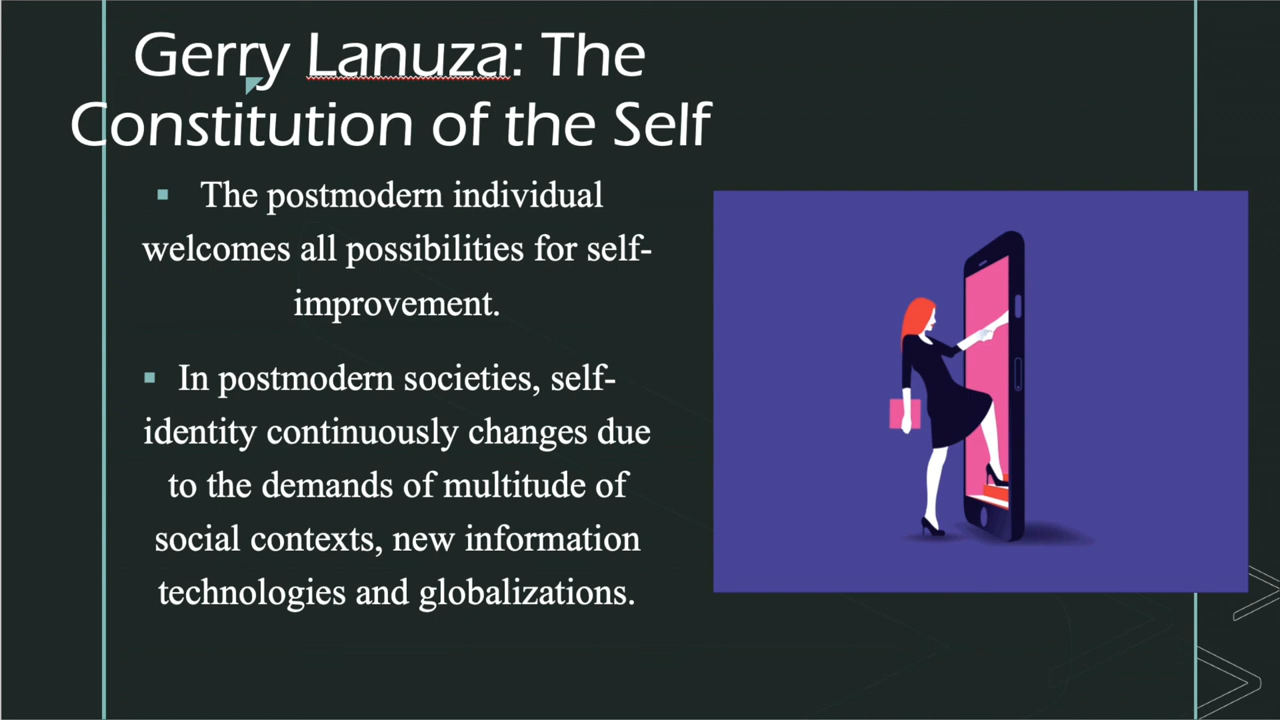 Gerry Lanuza: The
Constitution of the Self
▪ The postmodern individual
welcomes all possibilities for self-
improvement.
▪ In postmodern societies, self-
identity continuously changes due
to the demands of multitude of
social contexts, new information
technologies and globalizations.